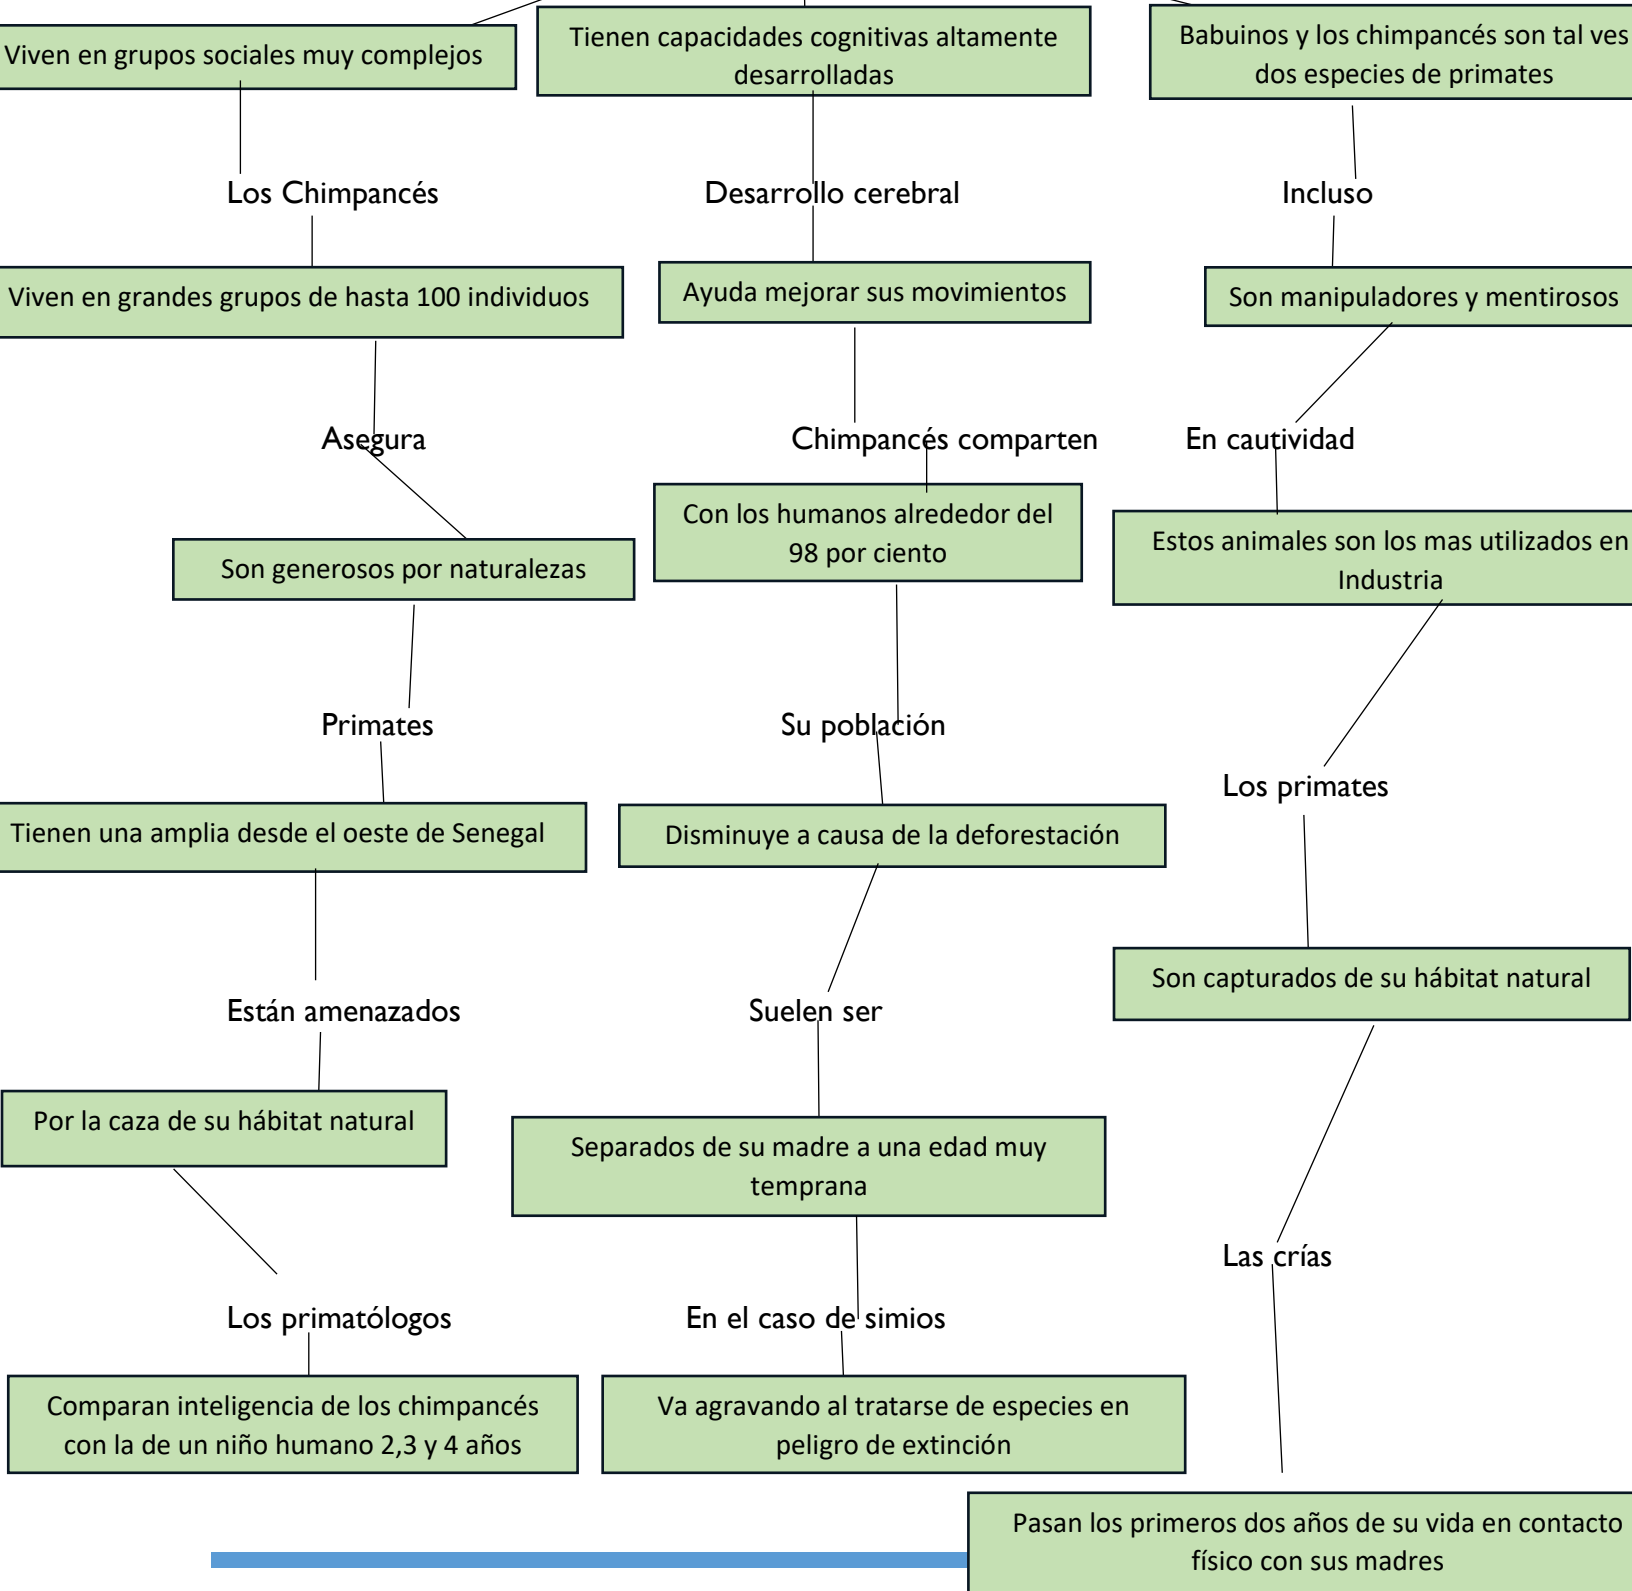 Viven en grupos sociales muy complejos
Tienen capacidades cognitivas altamente
desarrolladas
Babuinos y los chimpancés son tal ves
dos especies de primates
Los Chimpancés
Desarrollo cerebral
Incluso
Viven en grandes grupos de hasta 100 individuos
Ayuda mejorar sus movimientos
Son manipuladores y mentirosos
Asegura
Chimpancés comparten
En cautividad
Son generosos por naturalezas
Con los humanos alrededor del
98 por ciento
Estos animales son los mas utilizados en
Industria
Primates
Su población
Los primates
Tienen una amplia desde el oeste de Senegal
Disminuye a causa de la deforestación
Son capturados de su hábitat natural
Están amenazados
Suelen ser
Por la caza de su hábitat natural
Separados de su madre a una edad muy
temprana
Las crías
Los primatólogos
En el caso de simios
Comparan inteligencia de los chimpancés
con la de un niño humano 2,3 y 4 años
Va agravando al tratarse de especies en
peligro de extinción
Pasan los primeros dos años de su vida en contacto
físico con sus madres